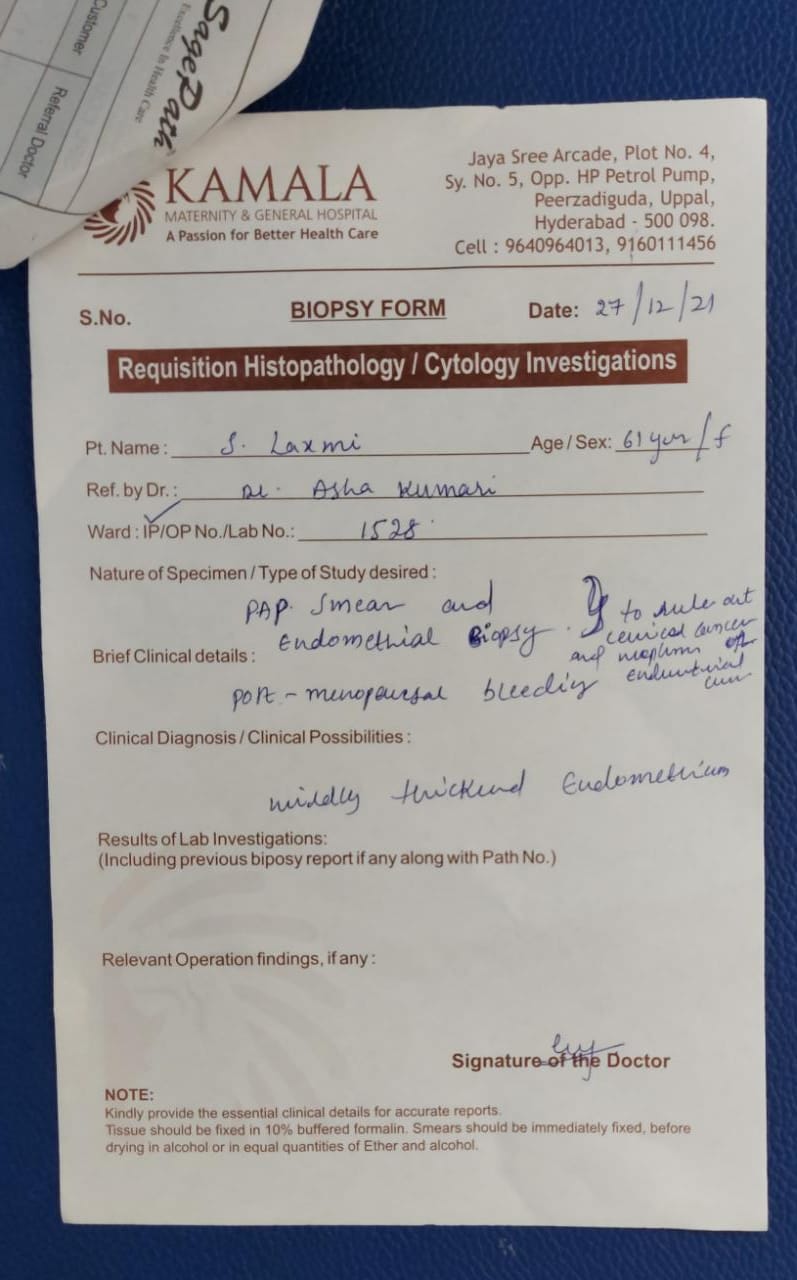 SagePath
Excellence In Health Care
Customer
Referral Doctor
KAMALA
MATERNITY & GENERAL HOSPITAL
A Passion for Better Health Care
Jaya Sree Arcade, Plot No. 4,
Sy. No. 5, Opp. HP Petrol Pump,
Peerzadiguda, Uppal,
Hyderabad - 500 098.
Cell : 9640964013, 9160111456
S.No. BIOPSY FORM Date: 27/12/21
Requisition Histopathology / Cytology Investigations
Pt. Name : S. Laxmi Age / Sex: 61 yrs / f
Ref. by Dr. : Dr. Asha Kumari
Ward : IP/OP No./Lab No.: 1528
Nature of Specimen / Type of Study desired :
PAP. Smear and
Endometrial Biopsy.
to rule out
cervical cancer
and neoplasm of
endometrial
Brief Clinical details :
post - menopausal bleeding
Clinical Diagnosis / Clinical Possibilities :
mildly thickend Endometrium
Results of Lab Investigations:
(Including previous biposy report if any along with Path No.)
Relevant Operation findings, if any :
Signature of the Doctor
NOTE:
Kindly provide the essential clinical details for accurate reports.
Tissue should be fixed in 10% buffered formalin. Smears should be immediately fixed, before
drying in alcohol or in equal quantities of Ether and alcohol.